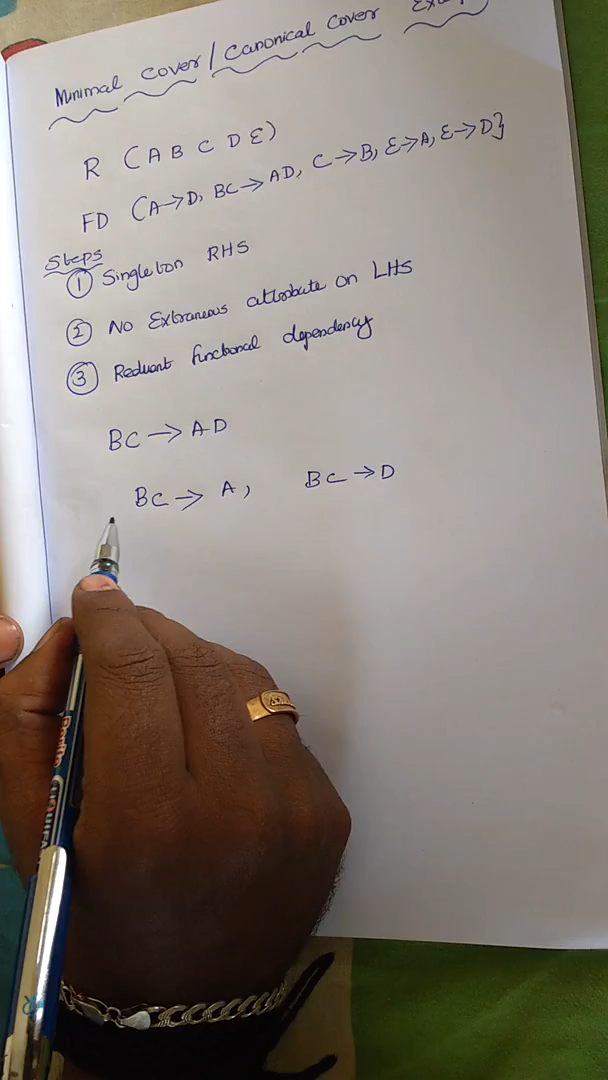 Minimal Cover / Canonical Cover
R (A B C D E)
FD (A→D, BC→AD, C→B, E→A, E→D}
Steps
① Singleton RHS
② No Extraneous attribute on LHS
③ Reduant functional dependency
BC → AD
BC → A, BC → D